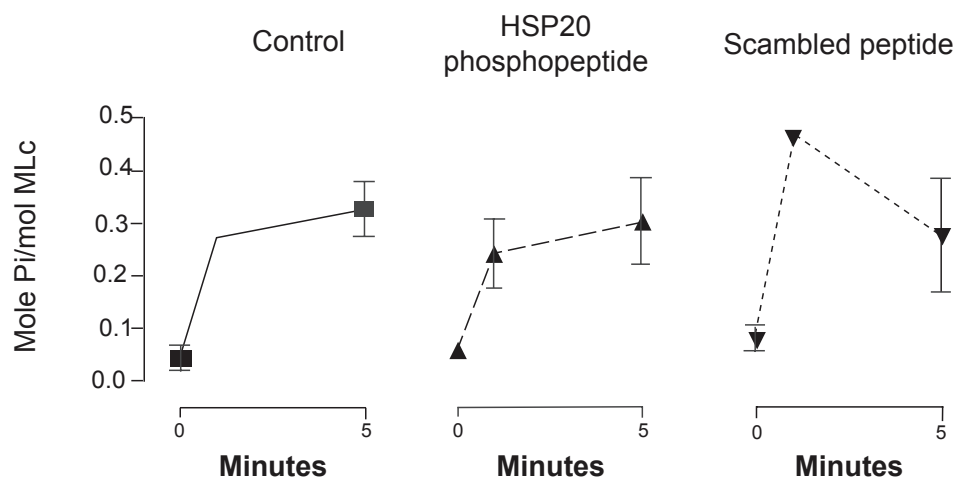 Control
HSP20
phosphopeptide
Scambled peptide
Mole Pi/mol MLc
0.5
0.4
0.3
0.2
0.1
0.0
0 5
Minutes
0 5
Minutes
0 5
Minutes